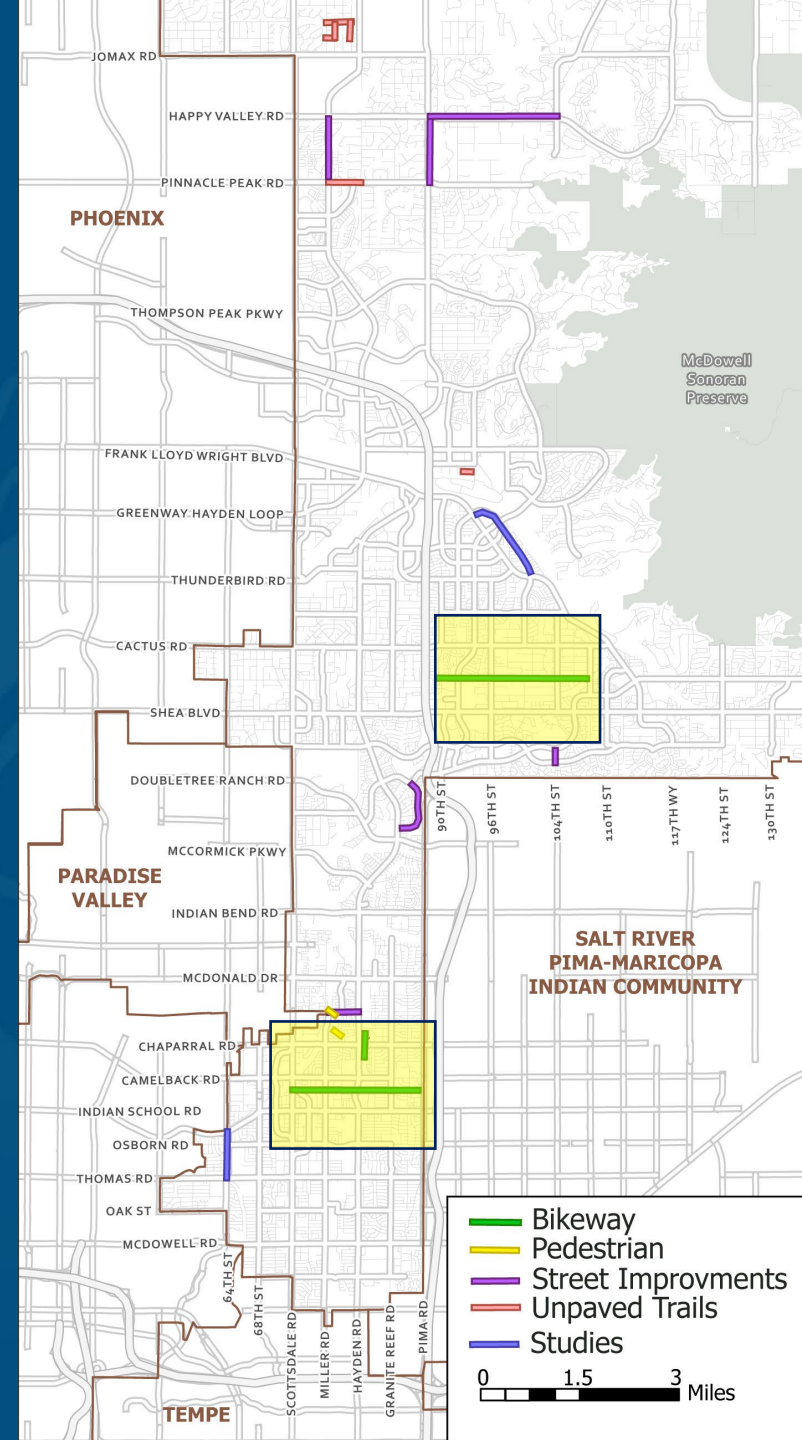 JOMAX RD
HAPPY VALLEY RD
PINNACLE PEAK RD
PHOENIX
THOMPSON PEAK PKWY
McDowell
Sonoran
Preserve
FRANK LLOYD WRIGHT BLVD
GREENWAY HAYDEN LOOP
THUNDERBIRD RD
CACTUS RD
SHEA BLVD
DOUBLETREE RANCH RD
90TH ST
96TH ST
104TH ST
110TH ST
117TH WY
124TH ST
130TH ST
MCCORMICK PKWY
PARADISE
VALLEY
INDIAN BEND RD
SALT RIVER
PIMA-MARICOPA
INDIAN COMMUNITY
MCDONALD DR
CHAPARRAL RD
CAMELBACK RD
INDIAN SCHOOL RD
OSBORN RD
THOMAS RD
OAK ST
MCDOWELL RD
64TH ST
68TH ST
SCOTTSDALE RD
MILLER RD
HAYDEN RD
GRANITE REEF RD
PIMA RD
TEMPE
Bikeway
Pedestrian
Street Improvments
Unpaved Trails
Studies
0 1.5 3
Miles